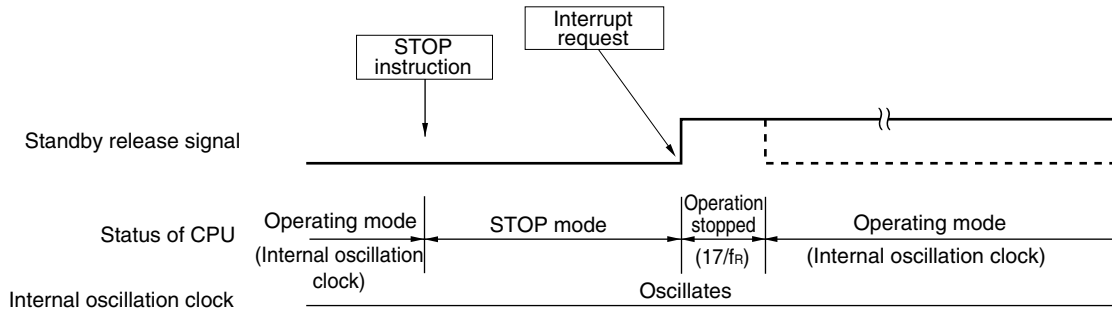 Interrupt
request
STOP
instruction
Standby release signal
Status of CPU
Operating mode
(Internal oscillation
clock)
STOP mode
Operation
stopped
(17/fR)
Operating mode
(Internal oscillation clock)
Internal oscillation clock
Oscillates